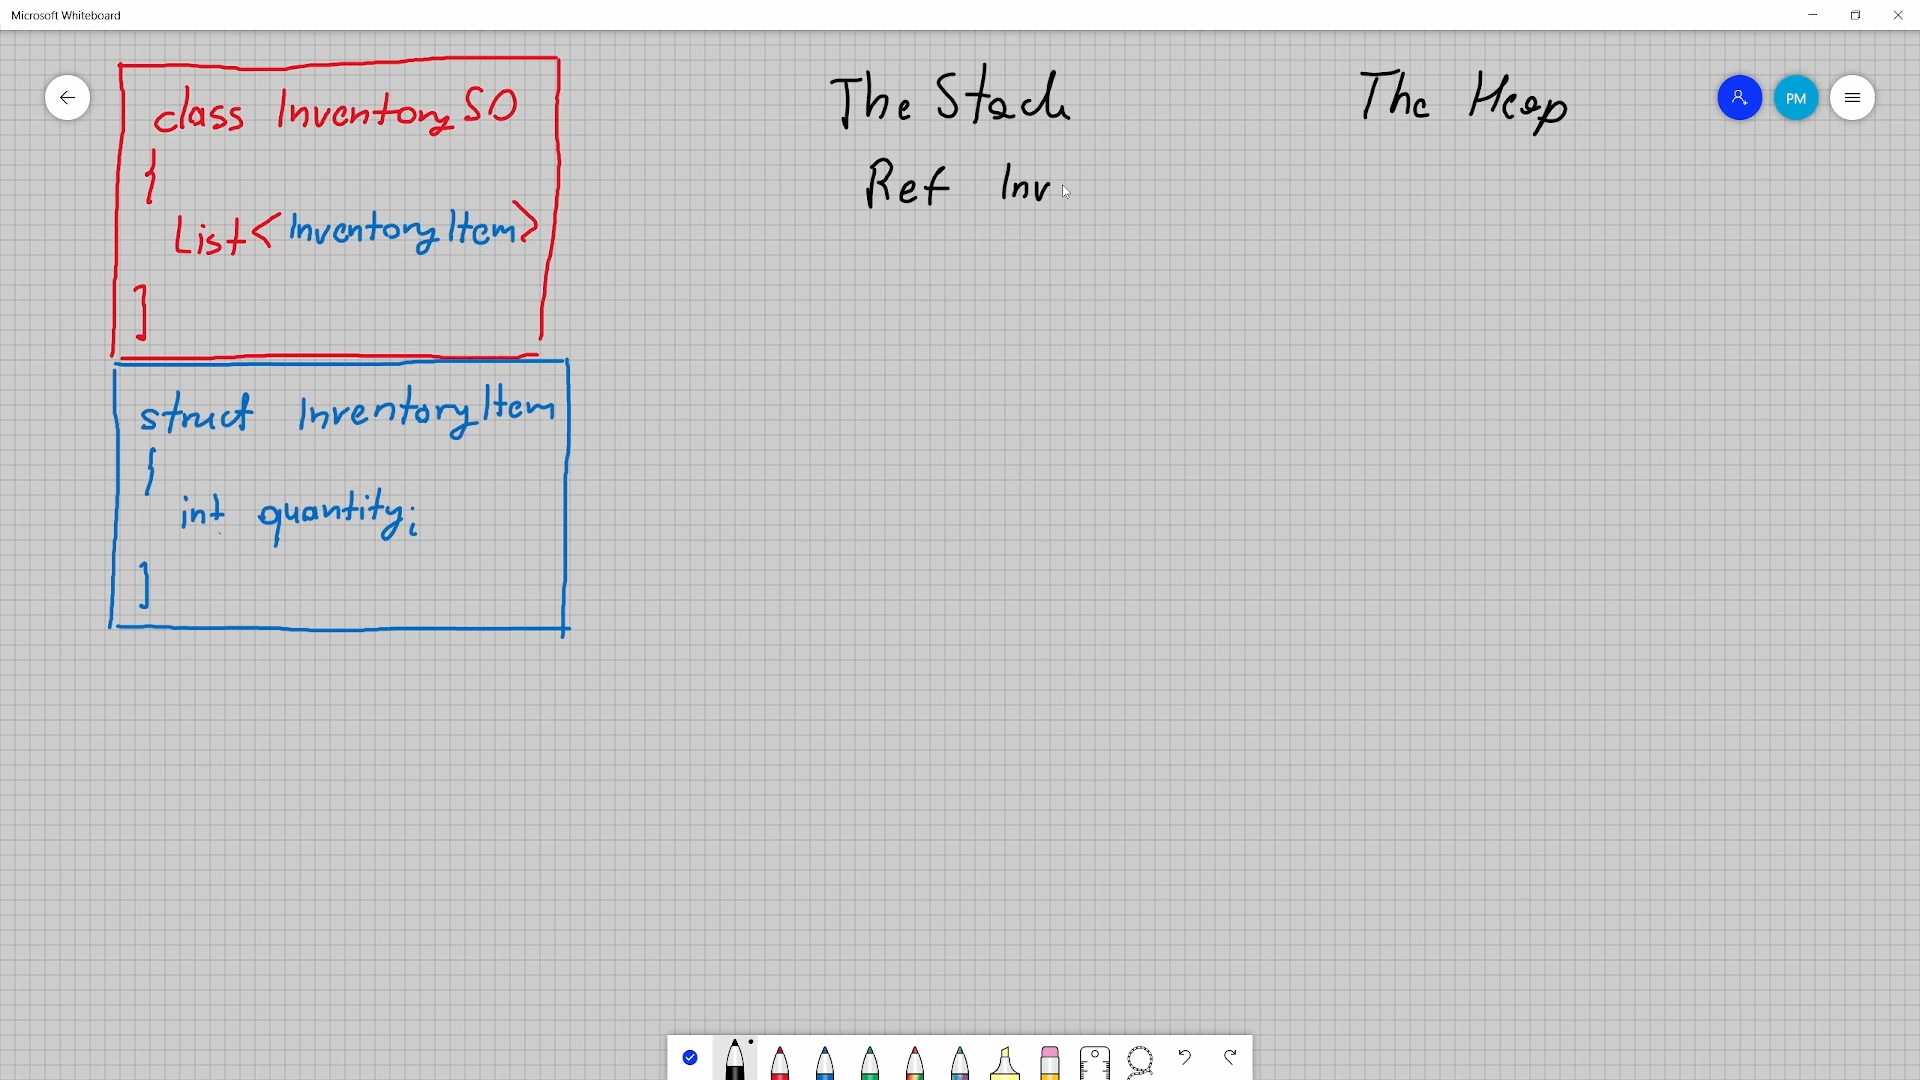 Microsoft Whiteboard
class InventorySO
{
List<InventoryItem>
}
struct InventoryItem
{
int quantity;
}
The Stack
Ref Inv
The Heap
PM